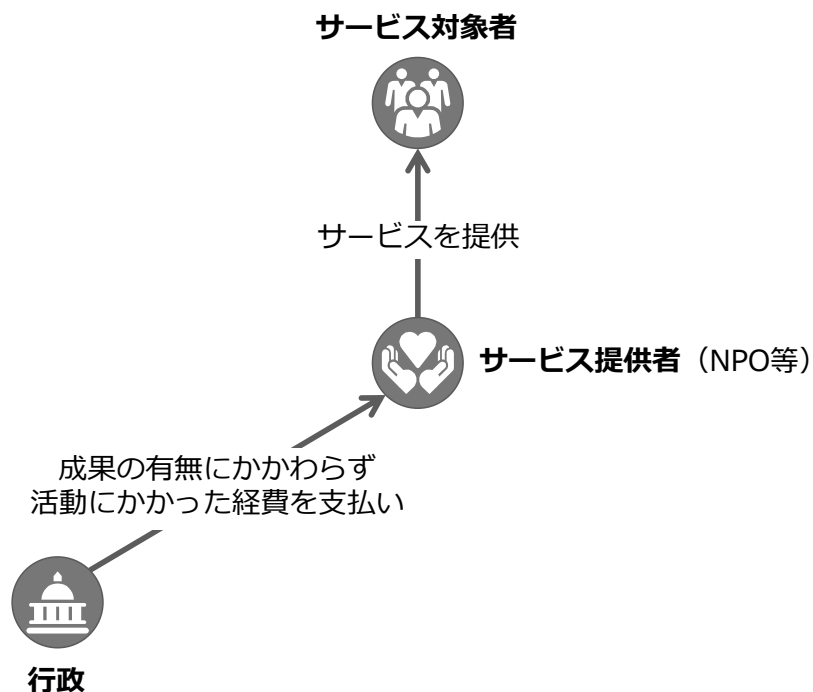 サービス対象者
サービスを提供
サービス提供者（NPO等）
成果の有無にかかわらず
活動にかかった経費を支払い
行政